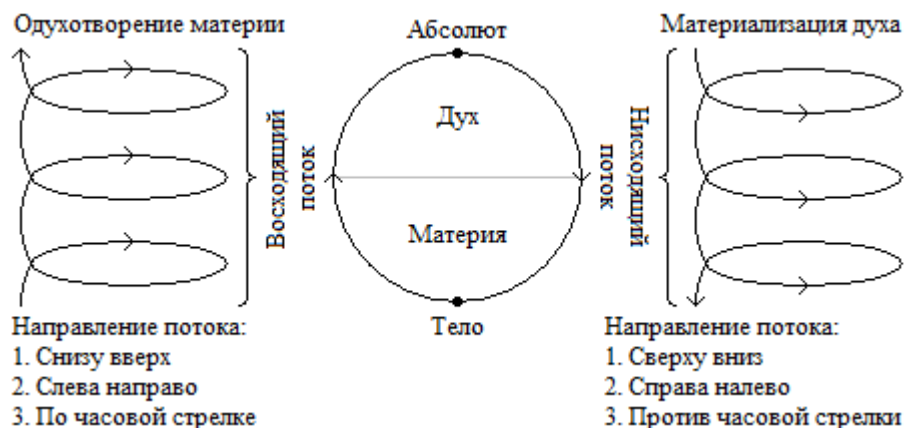 Одухотворение материи
Абсолют
Материализация духа
Дух
Восходящий
поток
Нисходящий
поток
Материя
Тело
Направление потока:
1. Снизу вверх
2. Слева направо
3. По часовой стрелке
Направление потока:
1. Сверху вниз
2. Справа налево
3. Против часовой стрелки